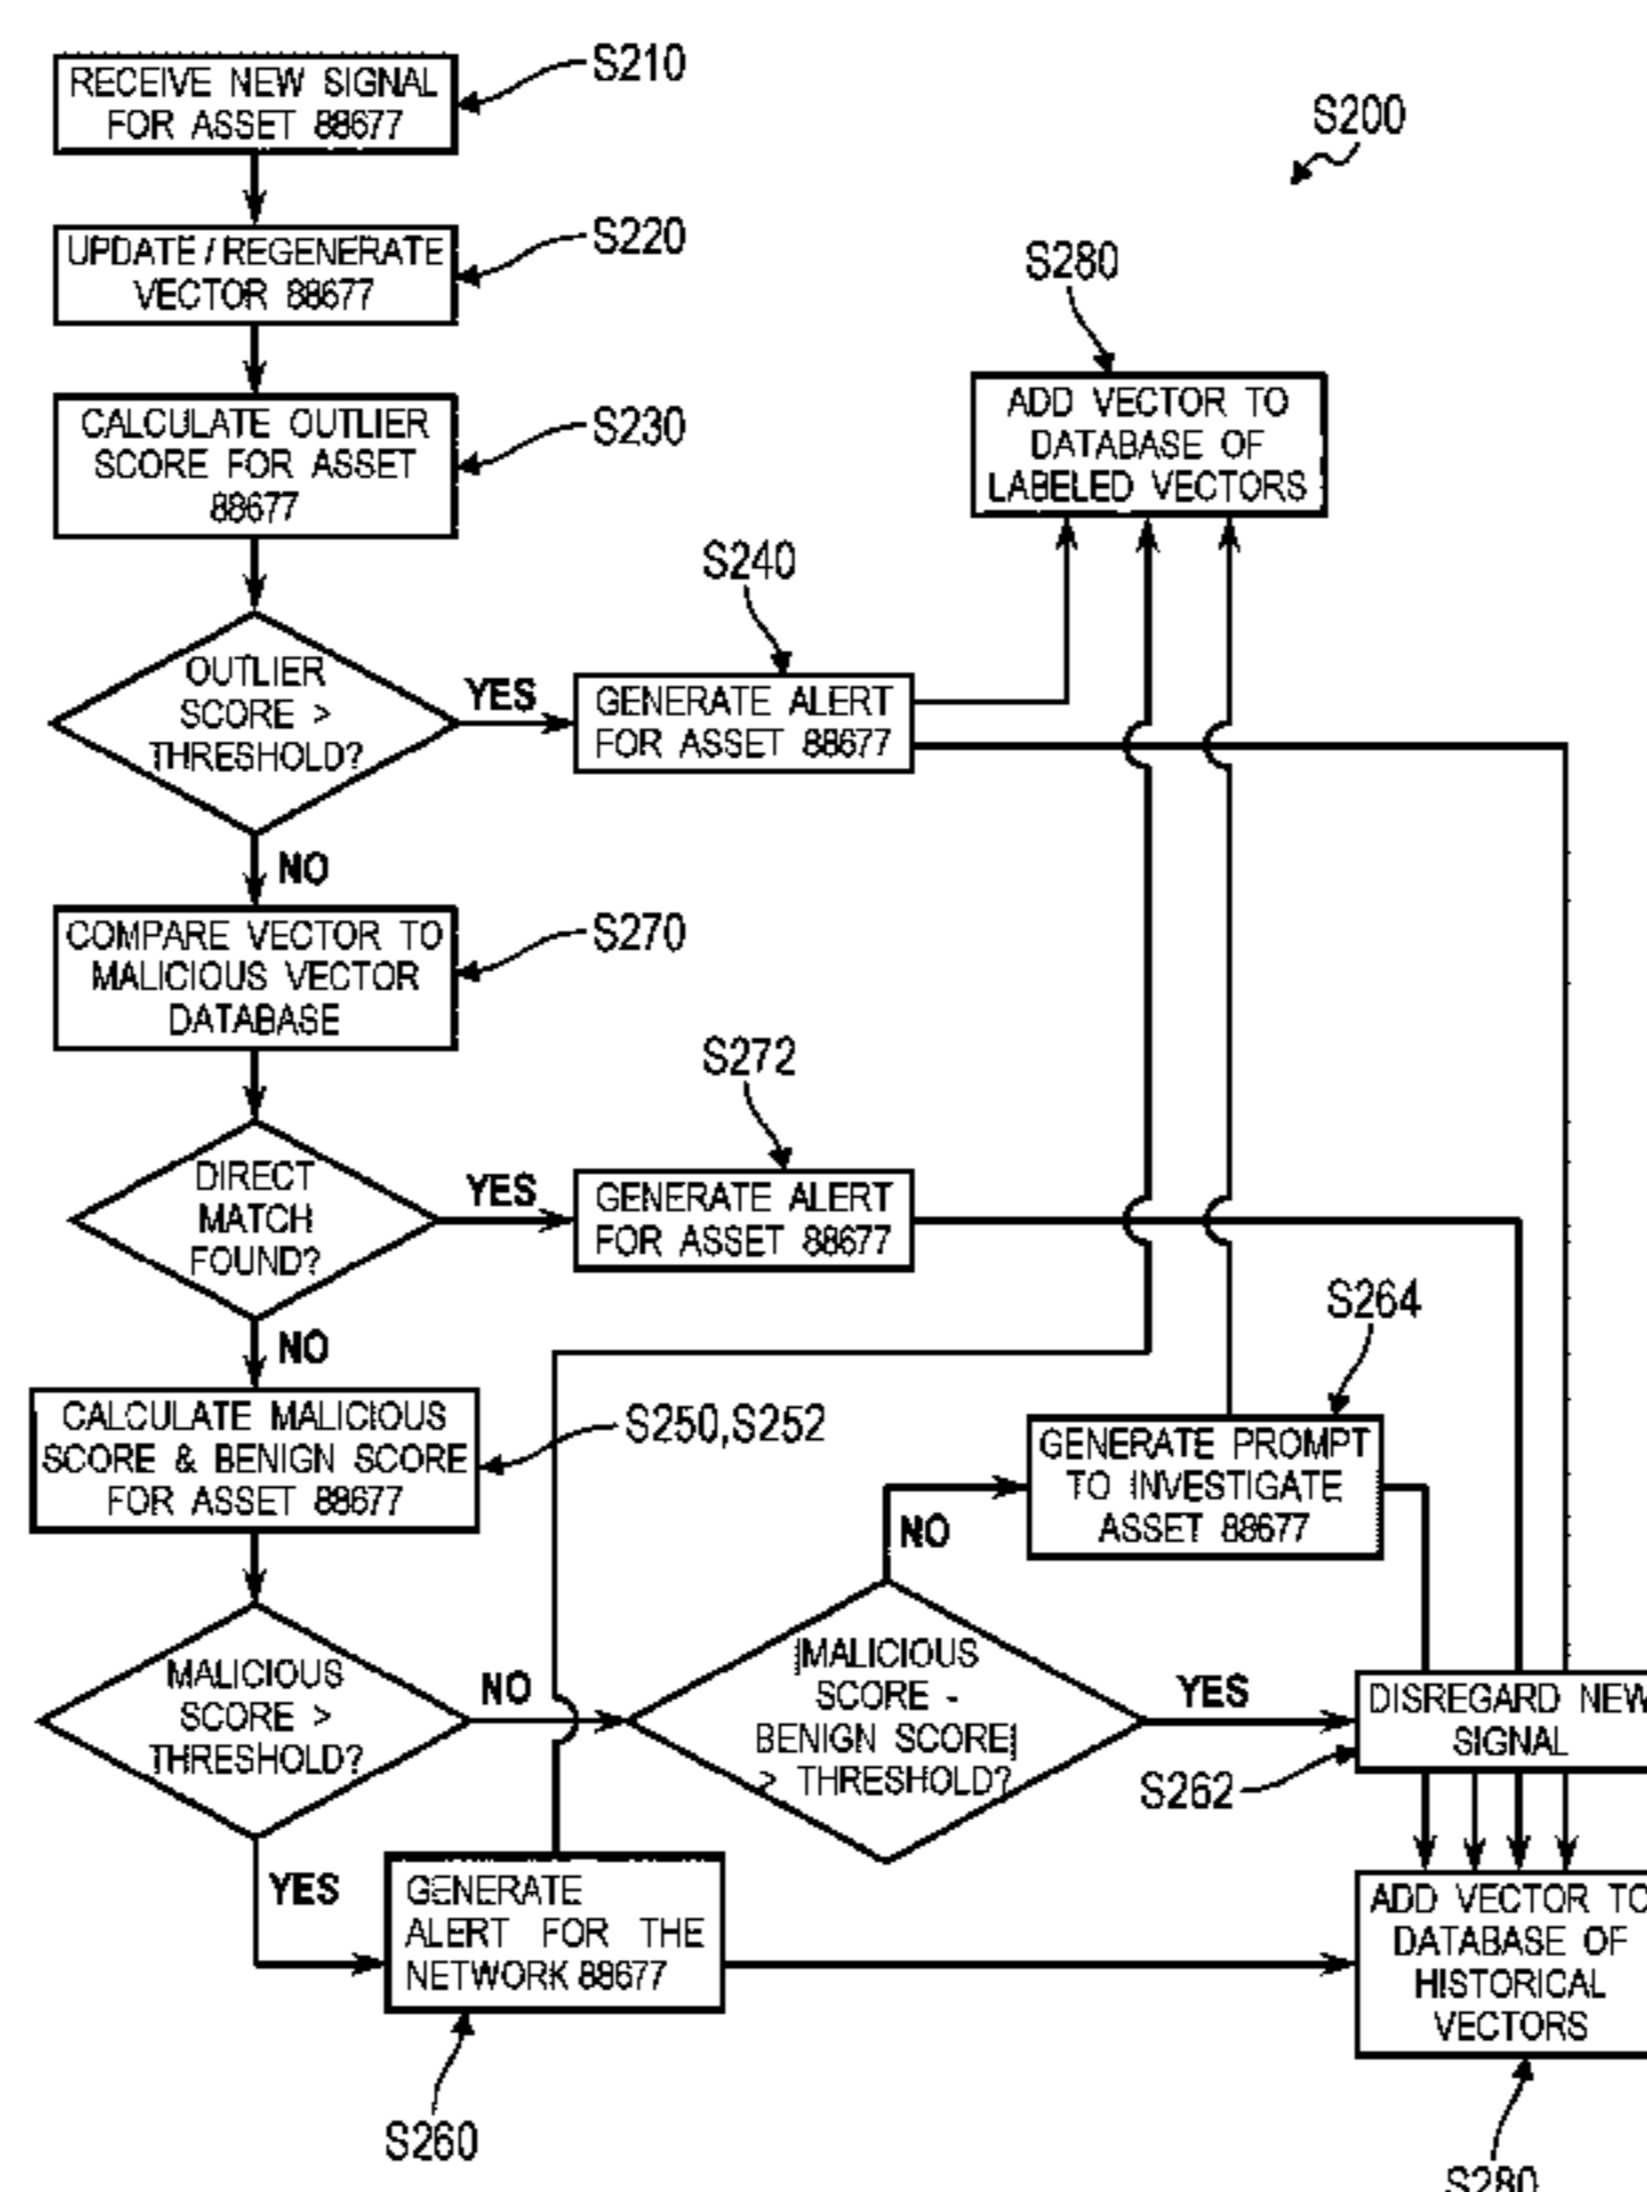 RECEIVE NEW SIGNAL
FOR ASSET 88677
S210
S200
UPDATE / REGENERATE
VECTOR 88677
S220
S280
ADD VECTOR TO
DATABASE OF
LABELED VECTORS
CALCULATE OUTLIER
SCORE FOR ASSET
88677
S230
S240
OUTLIER
SCORE >
THRESHOLD?
YES
GENERATE ALERT
FOR ASSET 88677
NO
COMPARE VECTOR TO
MALICIOUS VECTOR
DATABASE
S270
S272
DIRECT
MATCH
FOUND?
YES
GENERATE ALERT
FOR ASSET 88677
NO
S264
CALCULATE MALICIOUS
SCORE & BENIGN SCORE
FOR ASSET 88677
S250,S252
GENERATE PROMPT
TO INVESTIGATE
ASSET 88677
NO
MALICIOUS
SCORE >
THRESHOLD?
NO
|MALICIOUS
SCORE -
BENIGN SCORE|
> THRESHOLD?
YES
DISREGARD NEW
SIGNAL
S262
YES
GENERATE
ALERT FOR THE
NETWORK 88677
S260
ADD VECTOR TO
DATABASE OF
HISTORICAL
VECTORS
S280